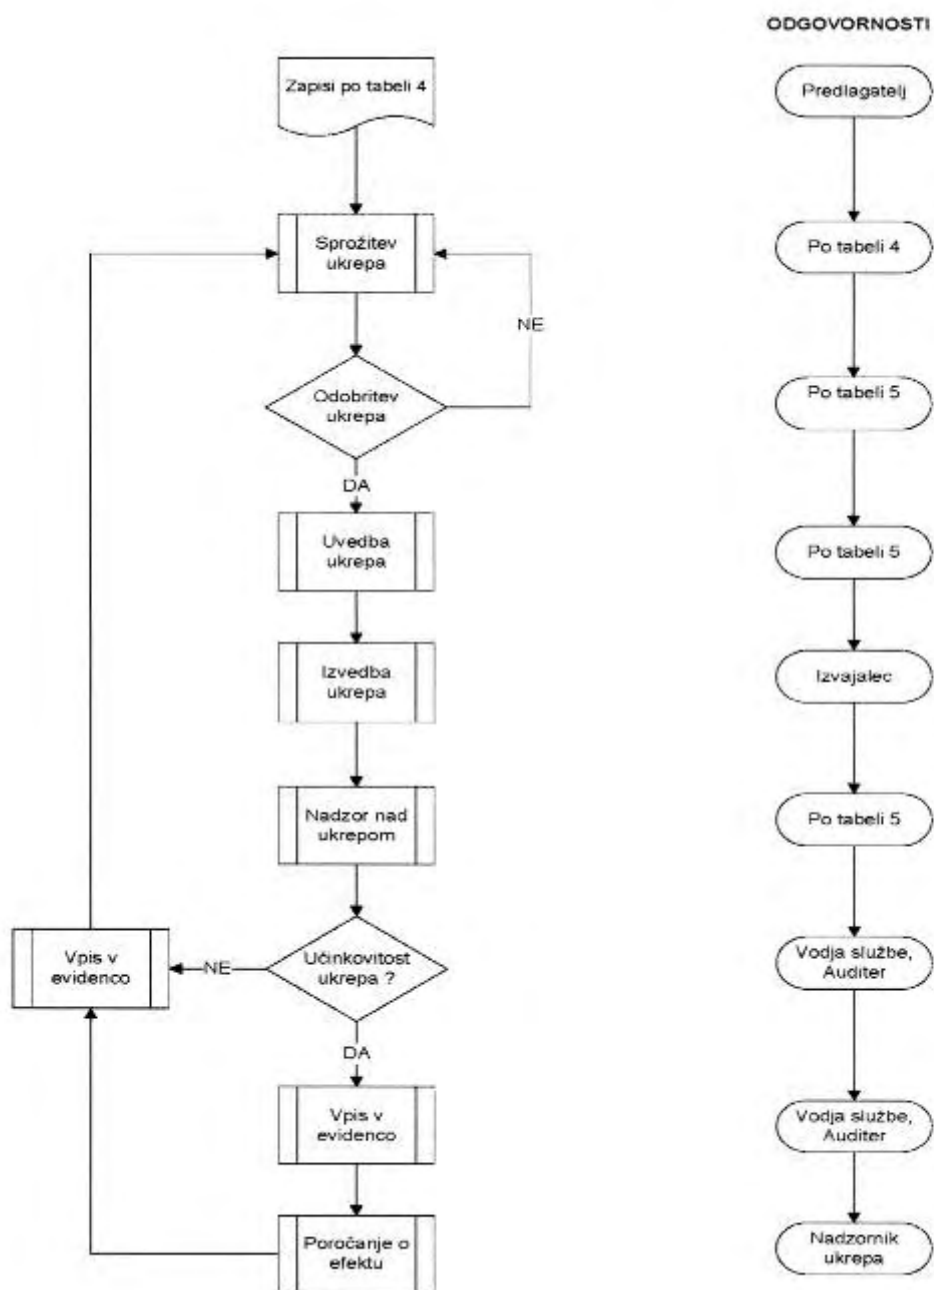 ODGOVORNOSTI
Zapisi po tabeli 4
Predlagatelj
Sprožitev
ukrepa
Po tabeli 4
NE
Odobritev
ukrepa
Po tabeli 5
DA
Uvedba
ukrepa
Po tabeli 5
Izvedba
ukrepa
Izvajalec
Nadzor nad
ukrepom
Po tabeli 5
Vpis v
evidenco
NE
Učinkovitost
ukrepa ?
Vodja službe,
Auditer
DA
Vpis v
evidenco
Vodja službe,
Auditer
Poročanje o
efektu
Nadzornik
ukrepa